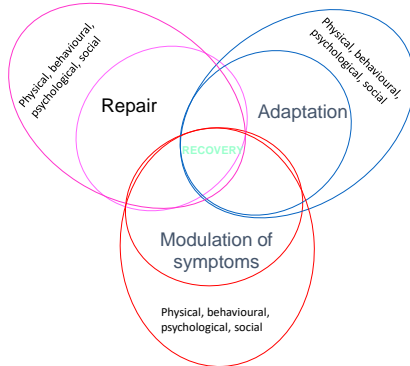 Physical, behavioural,
psychological, social
Repair
Physical, behavioural,
psychological, social
Adaptation
RECOVERY
Modulation of
symptoms
Physical, behavioural,
psychological, social